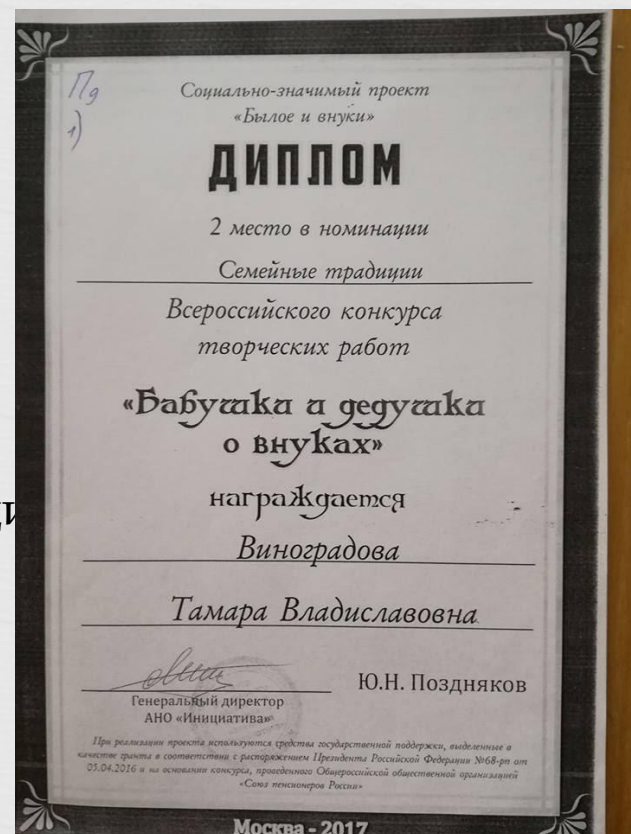 Пд
1)
Социально-значимый проект
«Былое и внуки»
ДИПЛОМ
2 место в номинации
Семейные традиции
Всероссийского конкурса
творческих работ
«Бабушки и дедушки
о внуках»
награждается
Виноградова
Тамара Владиславовна
Ю.Н. Поздняков
Генеральный директор
АНО «Инициатива»
При реализации проекта используются средства государственной поддержки, выделенные в
качестве гранта в соответствии с распоряжением Президента Российской Федерации №68-рп от
05.04.2016 и на основании конкурса, проведенного Общероссийской общественной организацией
«Союз пенсионеров России»
Москва - 2017